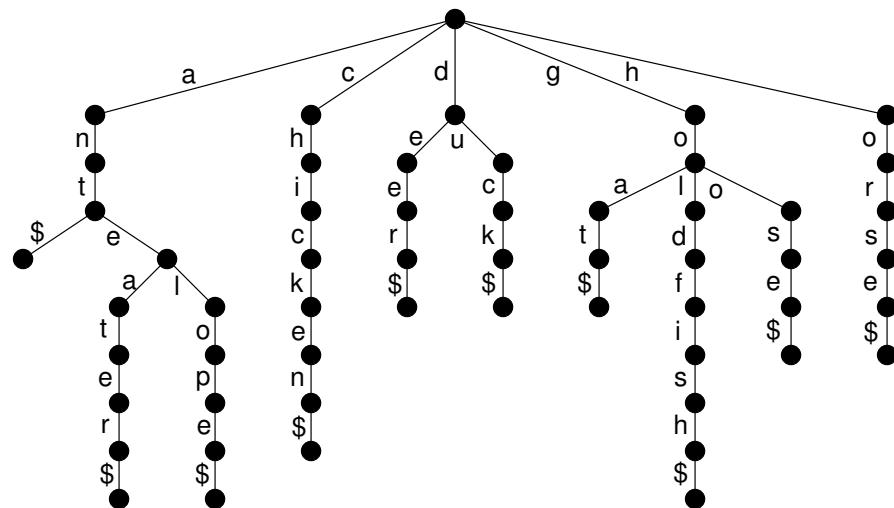 a c d g h
n h e u o o
t i e c a l o r
$ e c r k t d s s
a l k $ $ $ f e e
t o e i $ $
e p n s
r e $ h
$ $ $